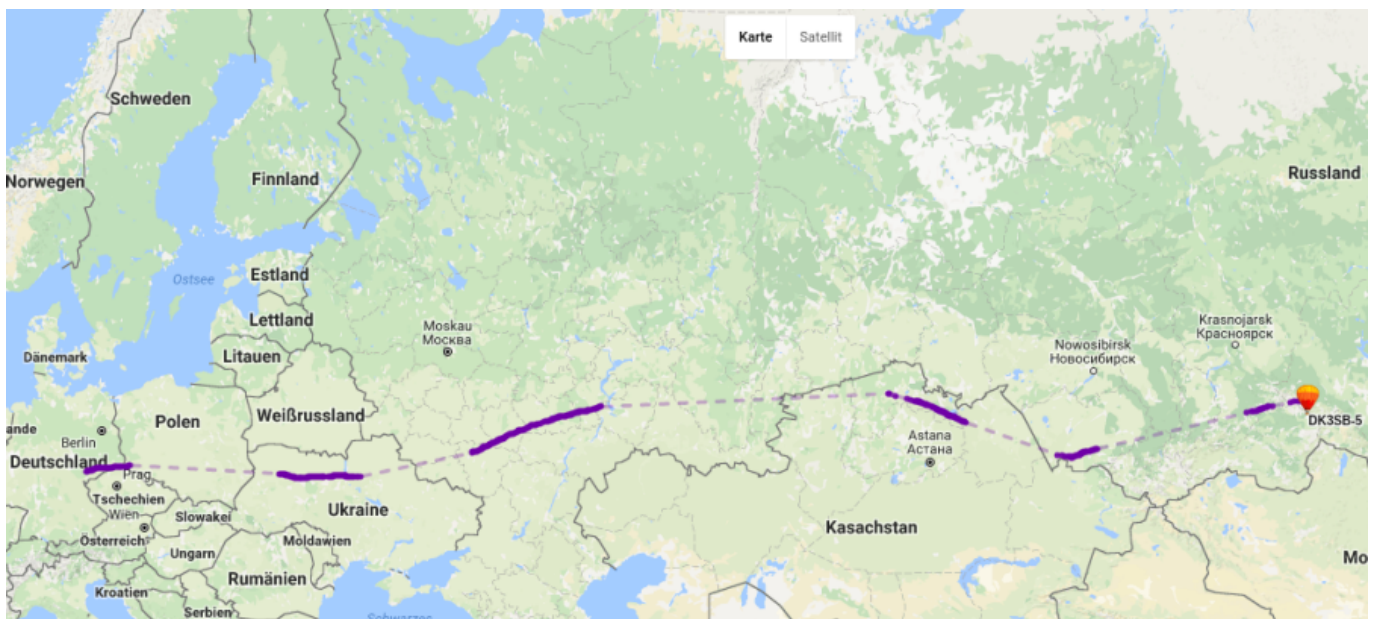 Karte
Satellit
Schweden
Norwegen
Finnland
Russland
Ostsee
Estland
Lettland
Moskau
Москва
Krasnojarsk
Красноярск
Dänemark
Litauen
Nowosibirsk
Новосибирск
Weißrussland
Polen
DK3SB-5
ande
Berlin
Astana
Астана
Deutschland
Prag
Tschechien
Wien
Slowakei
Ukraine
Kasachstan
Österreich
Ungarn
Moldawien
Mo
Rumänien
Kroatien
Serbien
Schwarzes